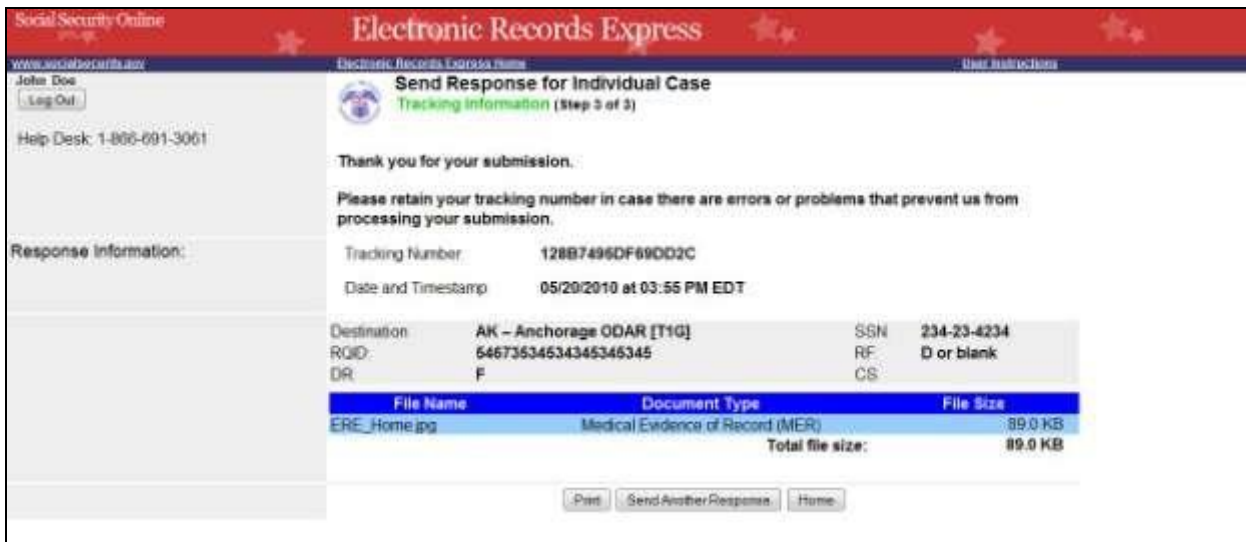 Social Security Online
Electronic Records Express
www.socialsecurity.gov
Electronic Records Express Home
User Instructions
John Doe
Log Out
Help Desk: 1-866-691-3061
Send Response for Individual Case
Tracking Information (Step 3 of 3)
Thank you for your submission.
Please retain your tracking number in case there are errors or problems that prevent us from
processing your submission.
Response Information:
Tracking Number 128B7496DF69DD2C
Date and Timestamp 05/20/2010 at 03:55 PM EDT
Destination AK – Anchorage ODAR [T1G] SSN 234-23-4234
RQID 54673534534345345345 RF D or blank
DR F CS
File Name Document Type File Size
ERE_Home.jpg Medical Evidence of Record (MER) 89.0 KB
Total file size: 89.0 KB
Print Send Another Response Home